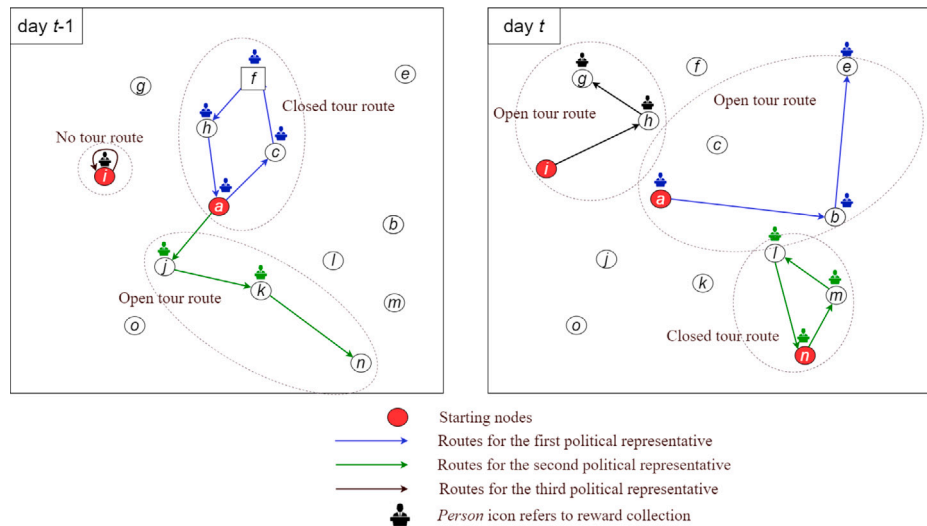 day t-1
g
f
e
Closed tour route
h
No tour route
c
i
a
b
j
l
Open tour route
k
m
o
n
day t
g
f
e
Open tour route
Open tour route
h
c
i
a
b
j
l
k
m
o
Closed tour route
n
Starting nodes
Routes for the first political representative
Routes for the second political representative
Routes for the third political representative
Person icon refers to reward collection